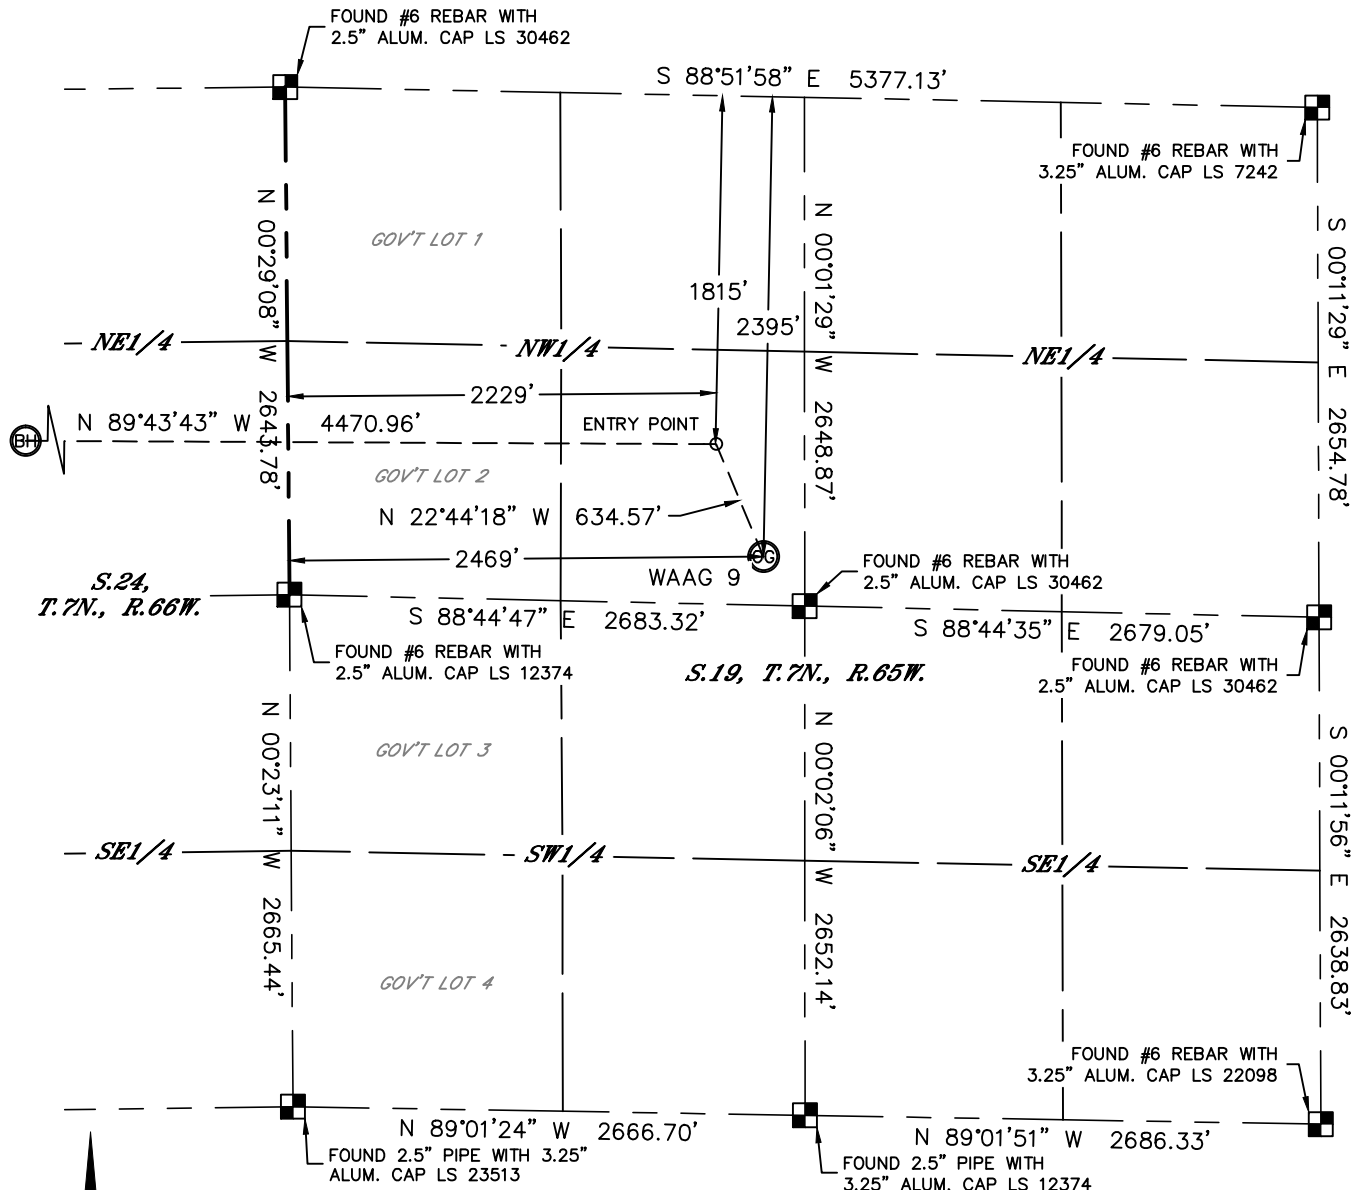 FOUND #6 REBAR WITH
2.5" ALUM. CAP LS 30462
S 88°51'58" E 5377.13'
FOUND #6 REBAR WITH
3.25" ALUM. CAP LS 7242
N 00°29'08" W 2643.78'
GOV'T LOT 1
N 00°01'29" W 2648.87'
S 00°11'29" E 2654.78'
1815'
2395'
NE1/4
NW1/4
NE1/4
2229'
N 89°43'43" W 4470.96'
ENTRY POINT
BH
GOV'T LOT 2
N 22°44'18" W 634.57'
2469'
OG
WAAG 9
FOUND #6 REBAR WITH
2.5" ALUM. CAP LS 30462
S.24,
T.7N., R.66W.
S 88°44'47" E 2683.32'
S 88°44'35" E 2679.05'
FOUND #6 REBAR WITH
2.5" ALUM. CAP LS 12374
S.19, T.7N., R.65W.
FOUND #6 REBAR WITH
2.5" ALUM. CAP LS 30462
N 00°23'11" W 2665.44'
GOV'T LOT 3
N 00°02'06" W 2652.14'
S 00°11'56" E 2638.83'
SE1/4
SW1/4
SE1/4
GOV'T LOT 4
FOUND #6 REBAR WITH
3.25" ALUM. CAP LS 22098
N 89°01'24" W 2666.70'
N 89°01'51" W 2686.33'
FOUND 2.5" PIPE WITH 3.25"
ALUM. CAP LS 23513
FOUND 2.5" PIPE WITH
3.25" ALUM. CAP LS 12374